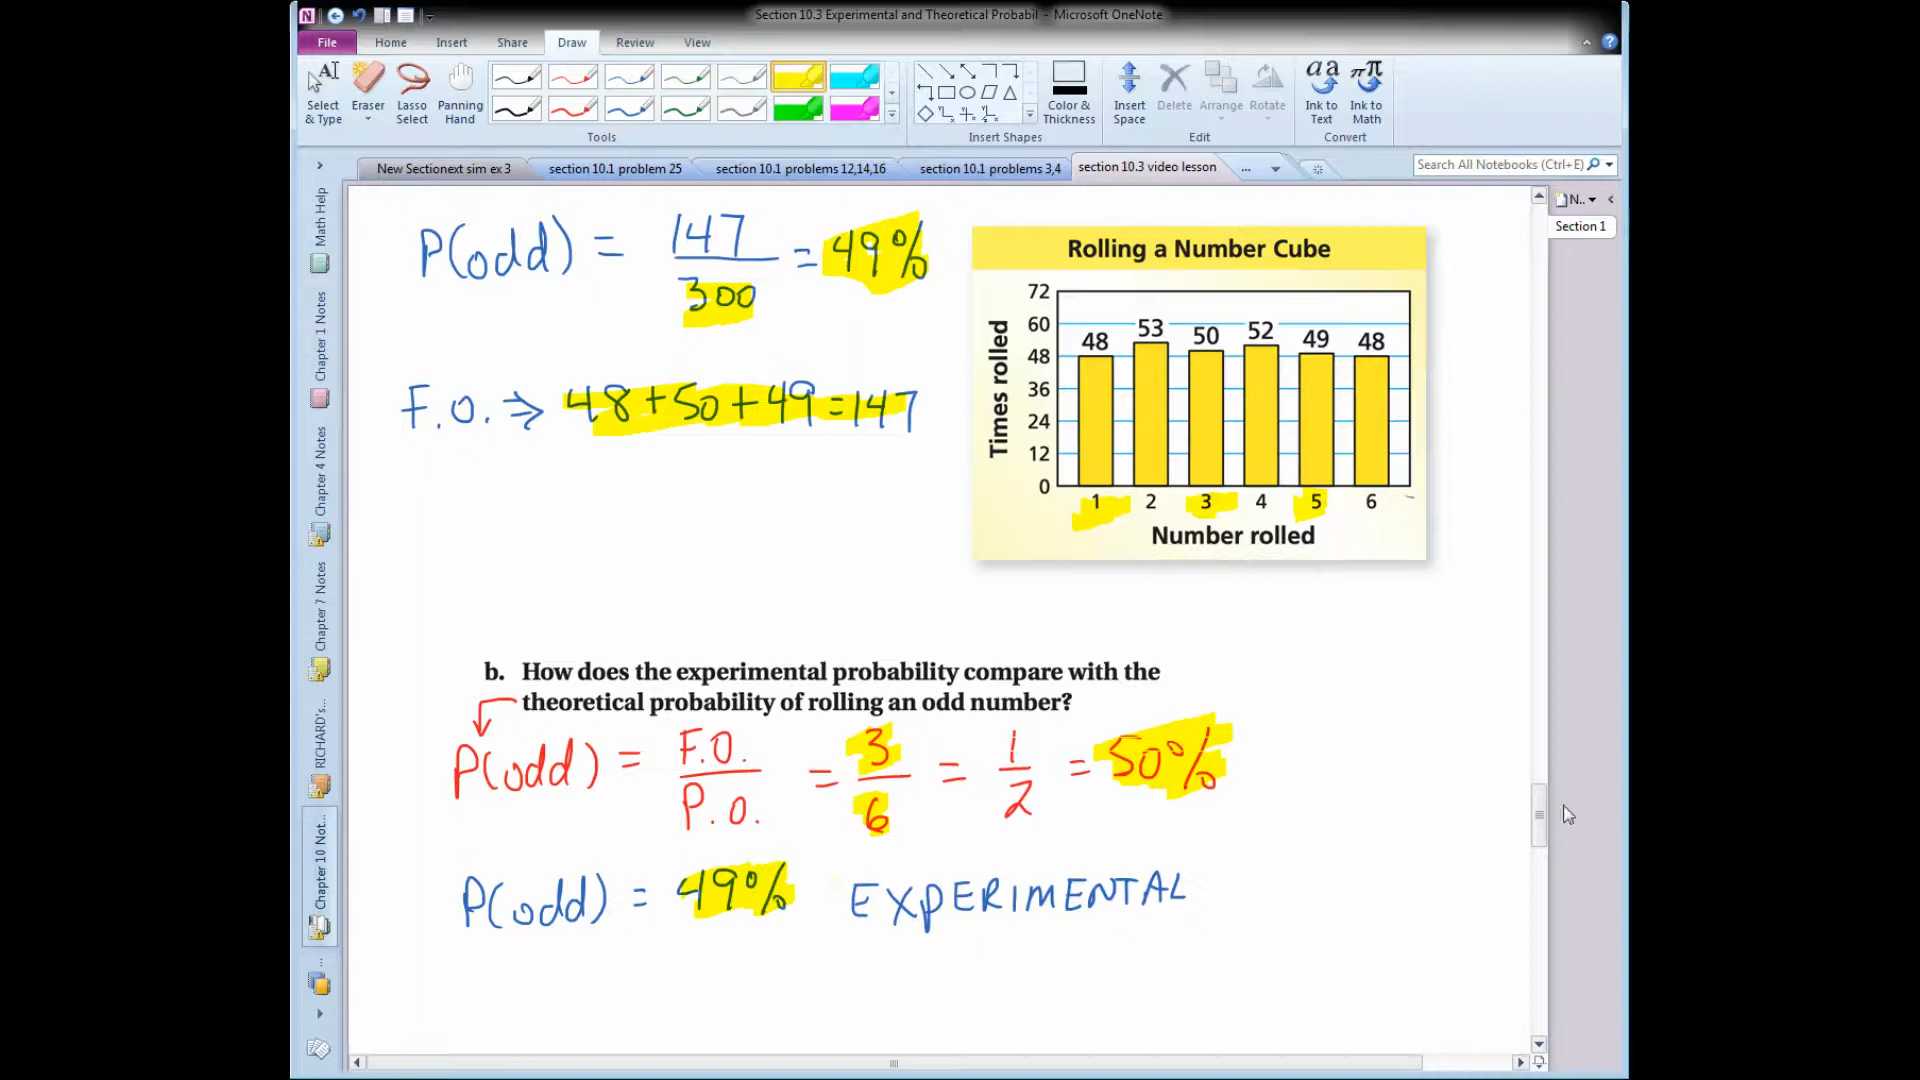 Section 10.3 Experimental and Theoretical Probabil - Microsoft OneNote
File Home Insert Share Draw Review View
Select & Type
Eraser
Lasso Select
Panning Hand
Color & Thickness
Insert Space
Delete
Arrange
Rotate
Ink to Text
Ink to Math
Tools
Insert Shapes
Edit
Convert
New Sectionext sim ex 3
section 10.1 problem 25
section 10.1 problems 12,14,16
section 10.1 problems 3,4
section 10.3 video lesson
...
Search All Notebooks (Ctrl+E)
N..
Section 1
Math Help
Chapter 1 Notes
Chapter 4 Notes
Chapter 7 Notes
RICHARD's...
Chapter 10 Not...
P(odd) = 147/300 = 49%
F.O. ⇒ 48+50+49=147
Rolling a Number Cube
Times rolled
72
60
48
36
24
12
0
48 53 50 52 49 48
1 2 3 4 5 6
Number rolled
b. How does the experimental probability compare with the
theoretical probability of rolling an odd number?
P(odd) = F.O./P.O. = 3/6 = 1/2 = 50%
P(odd) = 49% EXPERIMENTAL